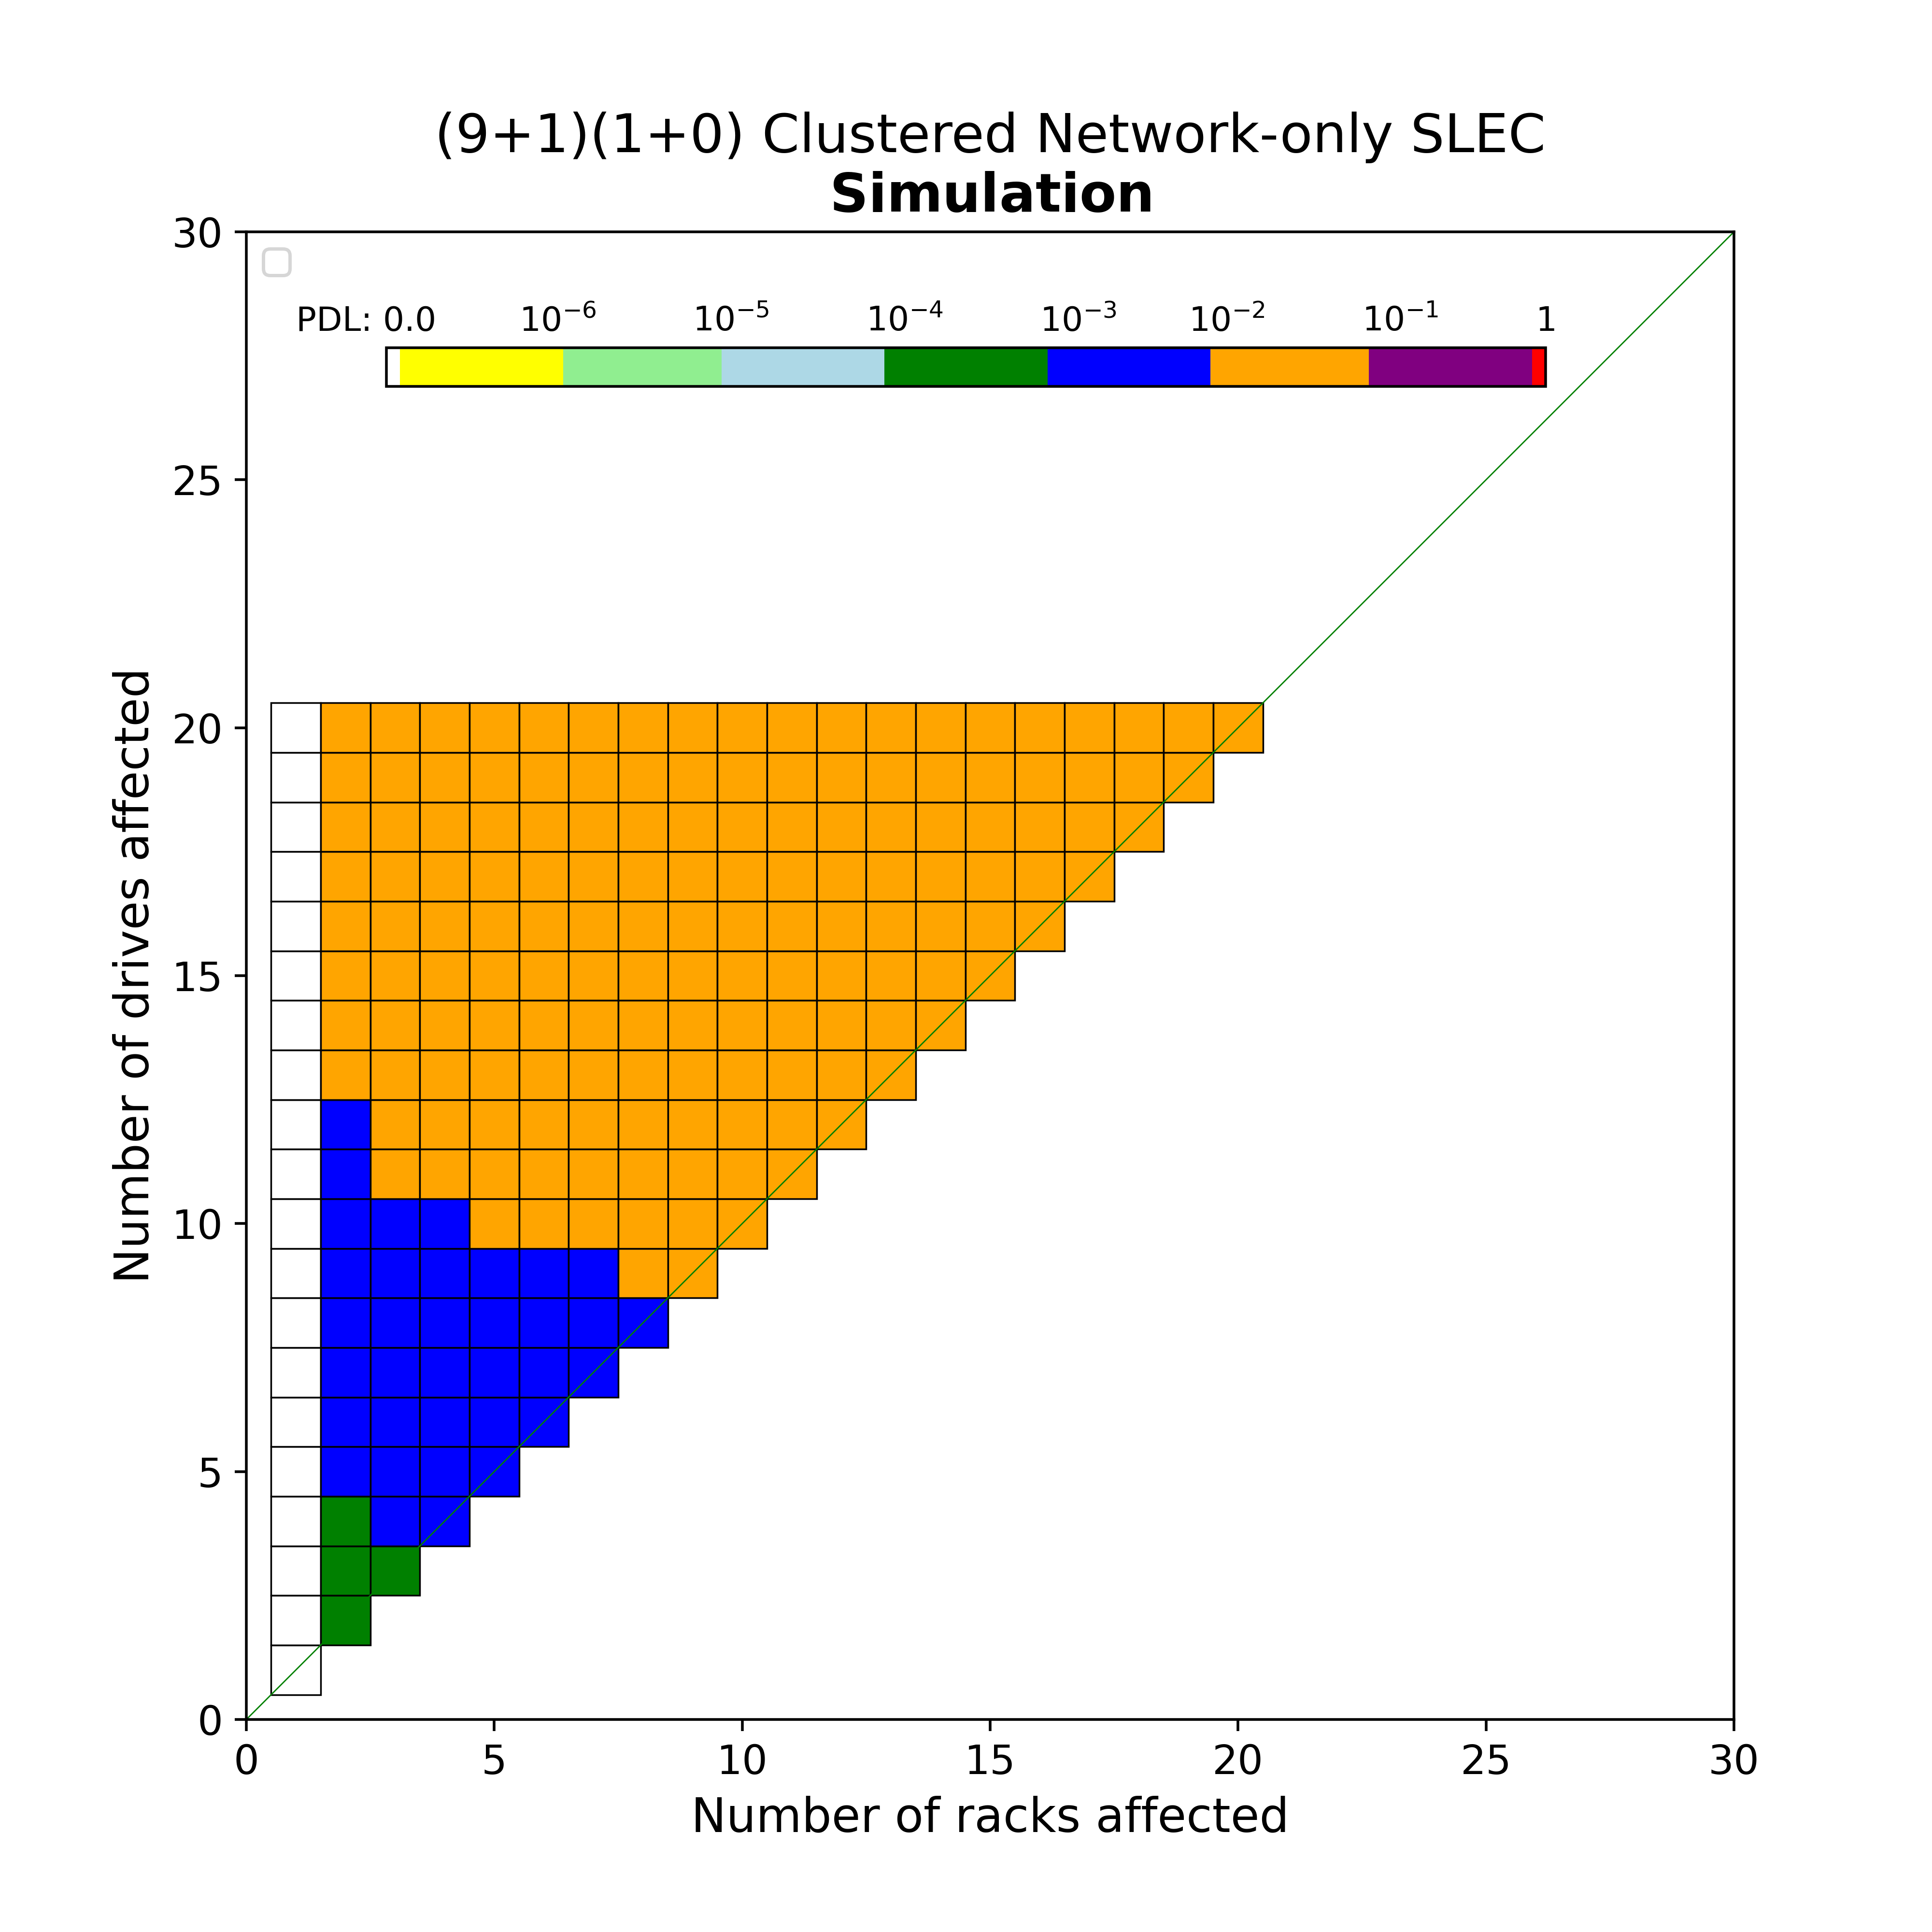 (9+1)(1+0) Clustered Network-only SLEC
Simulation
PDL: 0.0 10⁻⁶ 10⁻⁵ 10⁻⁴ 10⁻³ 10⁻² 10⁻¹ 1
30
25
20
15
10
5
0
Number of drives affected
0 5 10 15 20 25 30
Number of racks affected